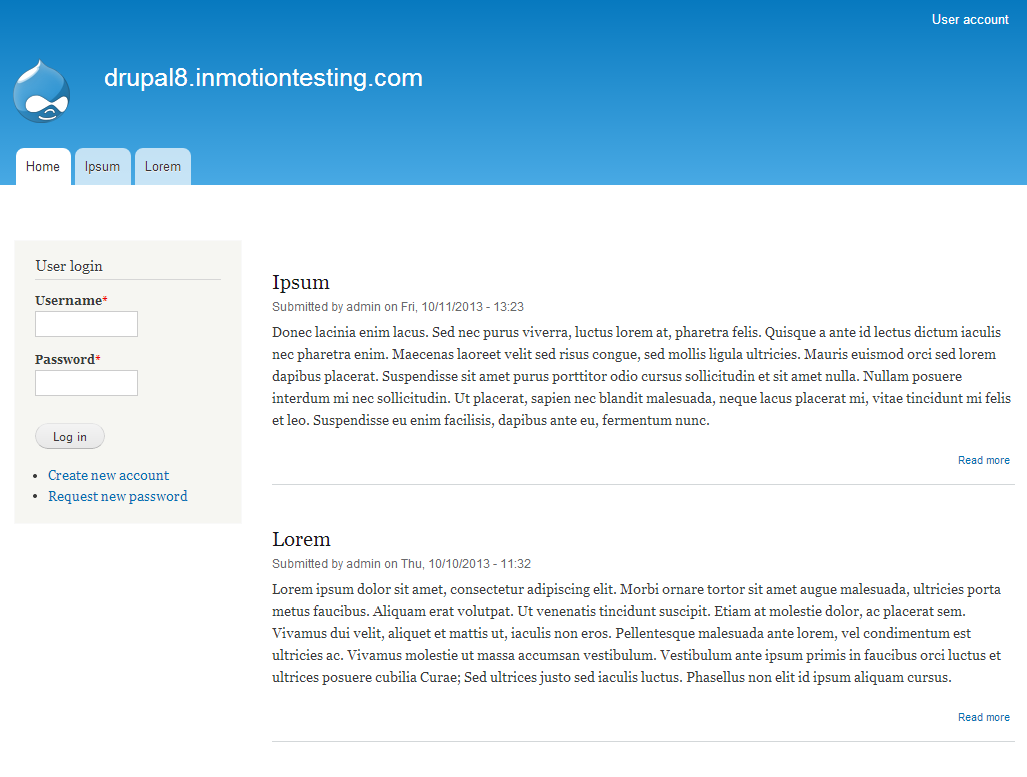 User account
drupal8.inmotiontesting.com
Home Ipsum Lorem
User login
Username*
Password*
Log in
Create new account
Request new password
Ipsum
Submitted by admin on Fri, 10/11/2013 - 13:23
Donec lacinia enim lacus. Sed nec purus viverra, luctus lorem at, pharetra felis. Quisque a ante id lectus dictum iaculis
nec pharetra enim. Maecenas laoreet velit sed risus congue, sed mollis ligula ultricies. Mauris euismod orci sed lorem
dapibus placerat. Suspendisse sit amet purus porttitor odio cursus sollicitudin et sit amet nulla. Nullam posuere
interdum mi nec sollicitudin. Ut placerat, sapien nec blandit malesuada, neque lacus placerat mi, vitae tincidunt mi felis
et leo. Suspendisse eu enim facilisis, dapibus ante eu, fermentum nunc.
Read more
Lorem
Submitted by admin on Thu, 10/10/2013 - 11:32
Lorem ipsum dolor sit amet, consectetur adipiscing elit. Morbi ornare tortor sit amet augue malesuada, ultricies porta
metus faucibus. Aliquam erat volutpat. Ut venenatis tincidunt suscipit. Etiam at molestie dolor, ac placerat sem.
Vivamus dui velit, aliquet et mattis ut, iaculis non eros. Pellentesque malesuada ante lorem, vel condimentum est
ultricies ac. Vivamus molestie ut massa accumsan vestibulum. Vestibulum ante ipsum primis in faucibus orci luctus et
ultrices posuere cubilia Curae; Sed ultrices justo sed iaculis luctus. Phasellus non elit id ipsum aliquam cursus.
Read more